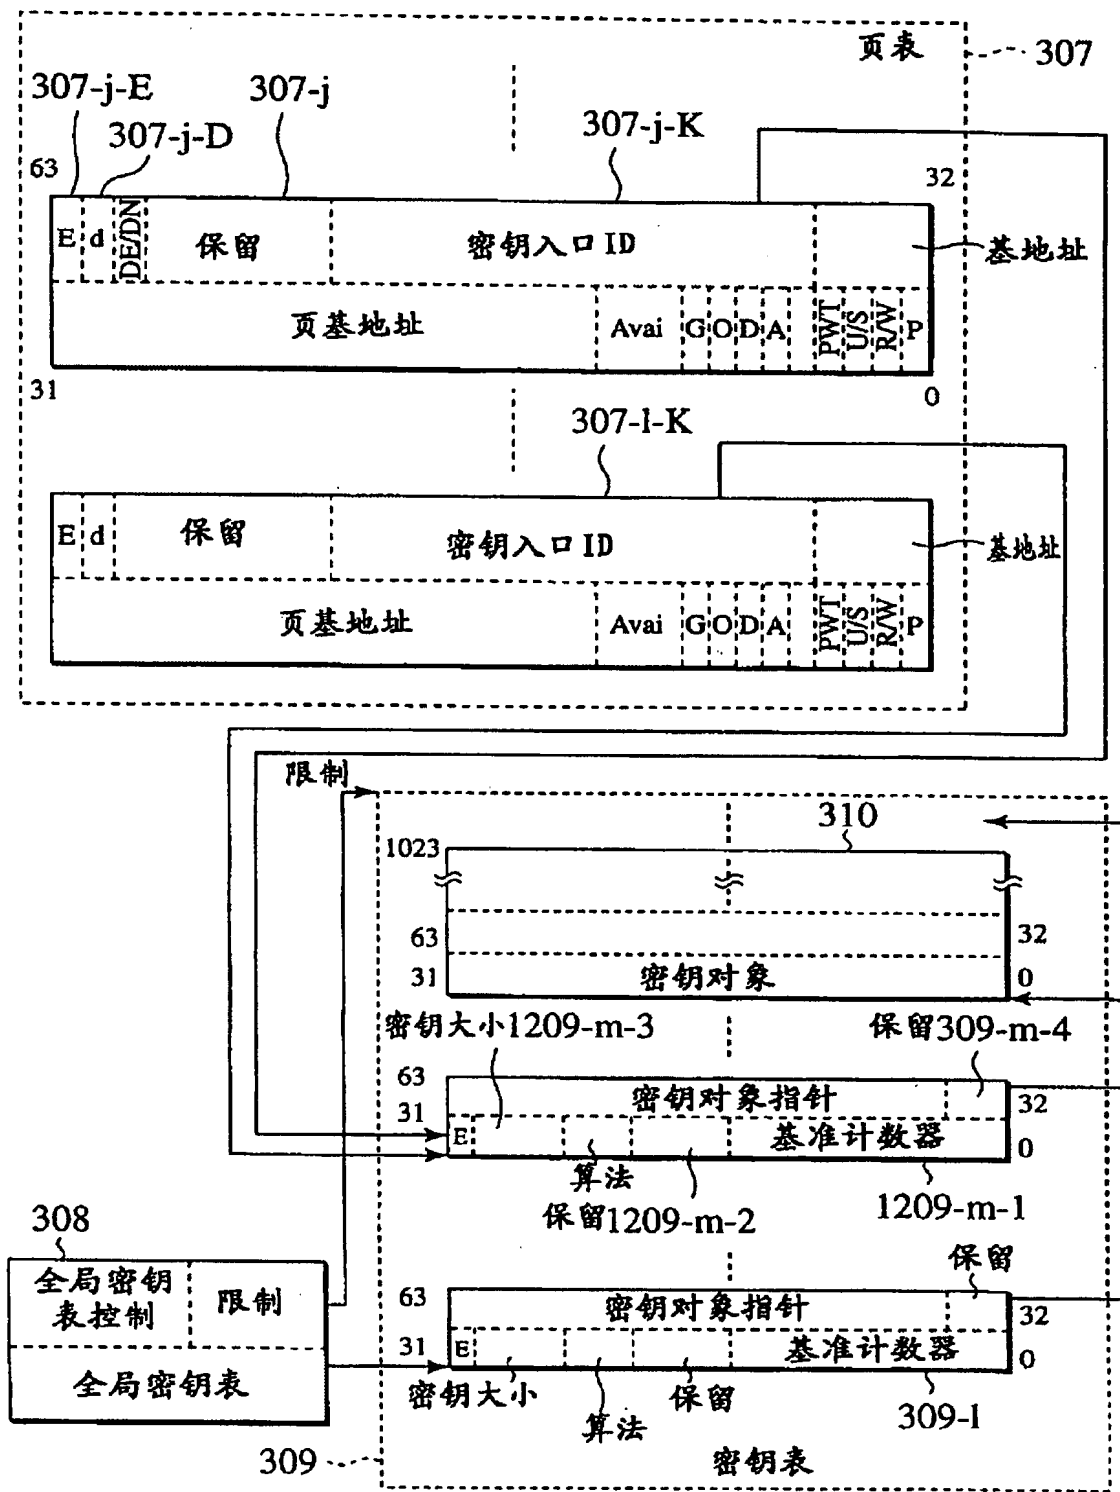 页表
307
307-j-E
307-j
307-j-K
307-j-D
63
32
E
d
DE/DN
保留
密钥入口ID
基地址
页基地址
Avai
G
O
D
A
PWT
U/S
R/W
P
31
0
307-l-K
E
d
保留
密钥入口ID
基地址
页基地址
Avai
G
O
D
A
PWT
U/S
R/W
P
限制
310
1023
63
32
31
密钥对象
0
密钥大小1209-m-3
保留309-m-4
63
密钥对象指针
32
31
E
基准计数器
0
算法
保留1209-m-2
1209-m-1
308
全局密钥
表控制
限制
全局密钥表
保留
63
密钥对象指针
32
31
E
基准计数器
0
密钥大小
算法
保留
309-l
309
密钥表